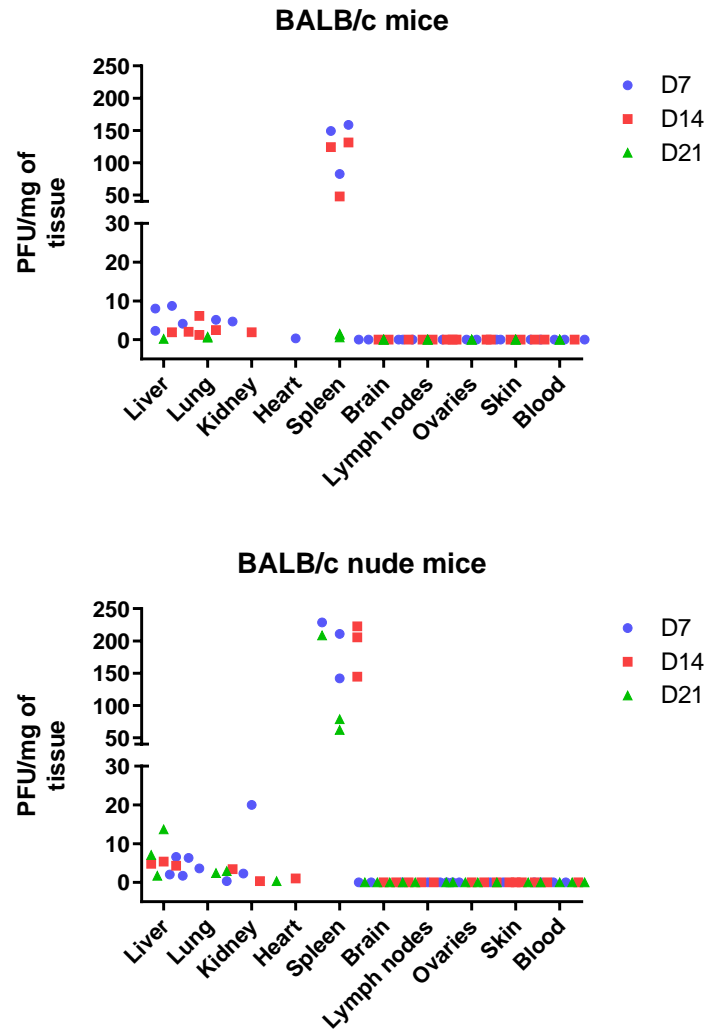 BALB/c mice
PFU/mg of
tissue
250
200
150
100
50
30
20
10
0
Liver
Lung
Kidney
Heart
Spleen
Brain
Lymph nodes
Ovaries
Skin
Blood
D7
D14
D21
BALB/c nude mice
PFU/mg of
tissue
250
200
150
100
50
30
20
10
0
Liver
Lung
Kidney
Heart
Spleen
Brain
Lymph nodes
Ovaries
Skin
Blood
D7
D14
D21